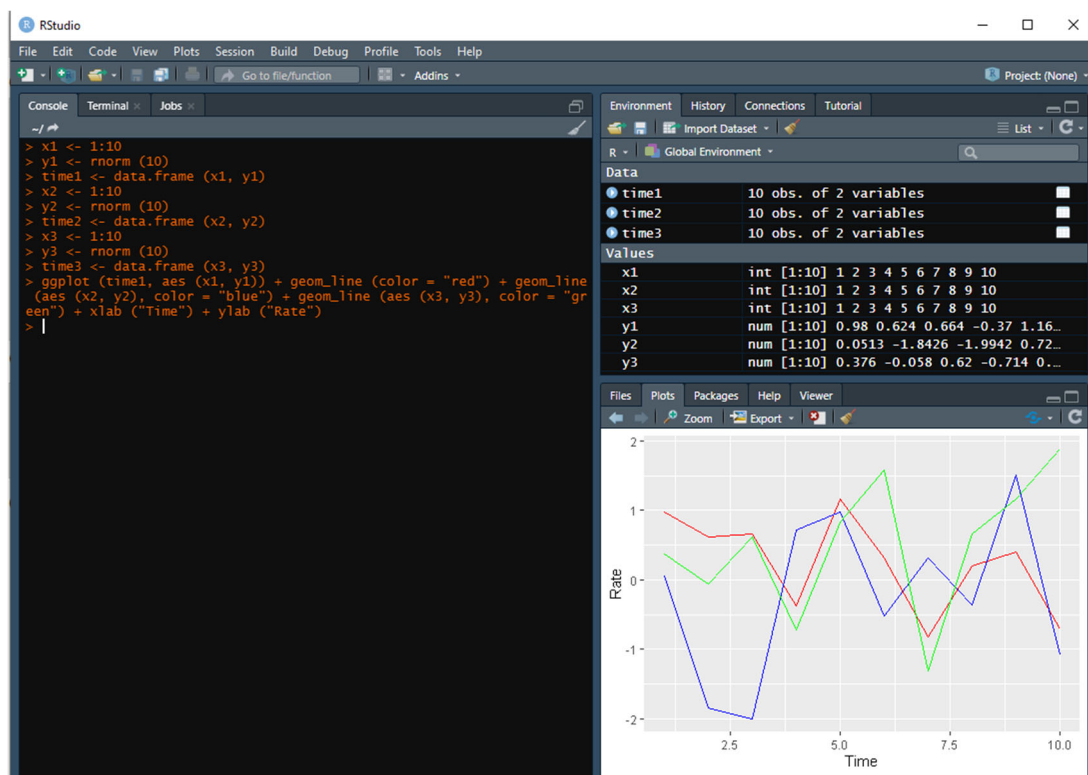 RStudio
File Edit Code View Plots Session Build Debug Profile Tools Help
Go to file/function Addins Project: (None)
Console Terminal Jobs
~/
> x1 <- 1:10
> y1 <- rnorm (10)
> time1 <- data.frame (x1, y1)
> x2 <- 1:10
> y2 <- rnorm (10)
> time2 <- data.frame (x2, y2)
> x3 <- 1:10
> y3 <- rnorm (10)
> time3 <- data.frame (x3, y3)
> ggplot (time1, aes (x1, y1)) + geom_line (color = "red") + geom_line
(aes (x2, y2), color = "blue") + geom_line (aes (x3, y3), color = "gr
een") + xlab ("Time") + ylab ("Rate")
>
Environment History Connections Tutorial
Import Dataset List
R Global Environment
Data
time1 10 obs. of 2 variables
time2 10 obs. of 2 variables
time3 10 obs. of 2 variables
Values
x1 int [1:10] 1 2 3 4 5 6 7 8 9 10
x2 int [1:10] 1 2 3 4 5 6 7 8 9 10
x3 int [1:10] 1 2 3 4 5 6 7 8 9 10
y1 num [1:10] 0.98 0.624 0.664 -0.37 1.16…
y2 num [1:10] 0.0513 -1.8426 -1.9942 0.72…
y3 num [1:10] 0.376 -0.058 0.62 -0.714 0.…
Files Plots Packages Help Viewer
Zoom Export
2
1
0
-1
-2
Rate
2.5 5.0 7.5 10.0
Time